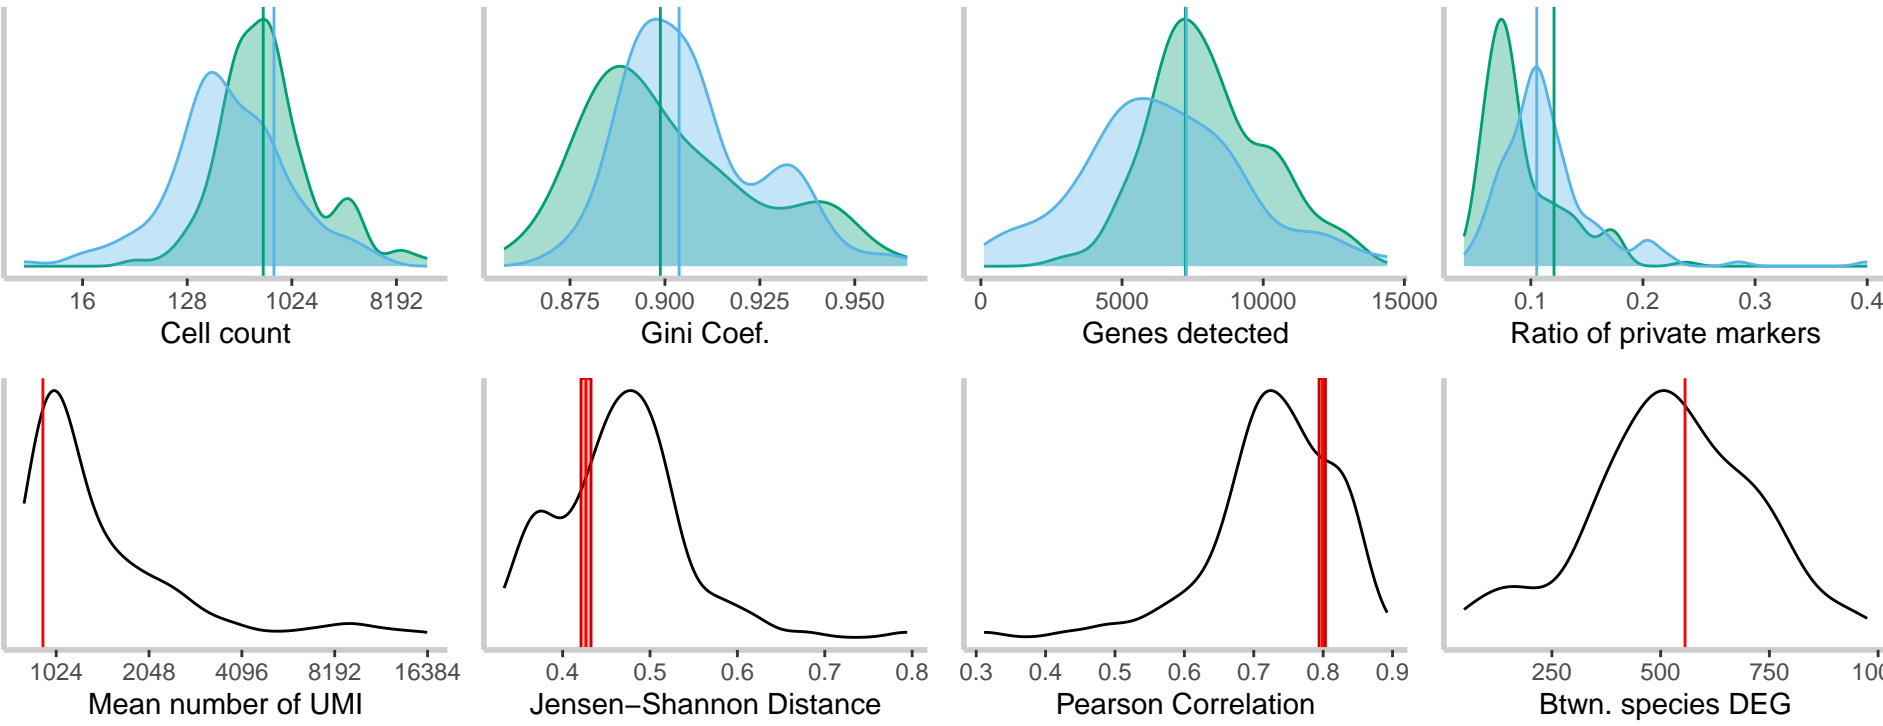 16 128 1024 8192
Cell count
0.875 0.900 0.925 0.950
Gini Coef.
0 5000 10000 15000
Genes detected
0.1 0.2 0.3 0.4
Ratio of private markers
1024 2048 4096 8192 16384
Mean number of UMI
0.4 0.5 0.6 0.7 0.8
Jensen−Shannon Distance
0.3 0.4 0.5 0.6 0.7 0.8 0.9
Pearson Correlation
250 500 750
Btwn. species DEG